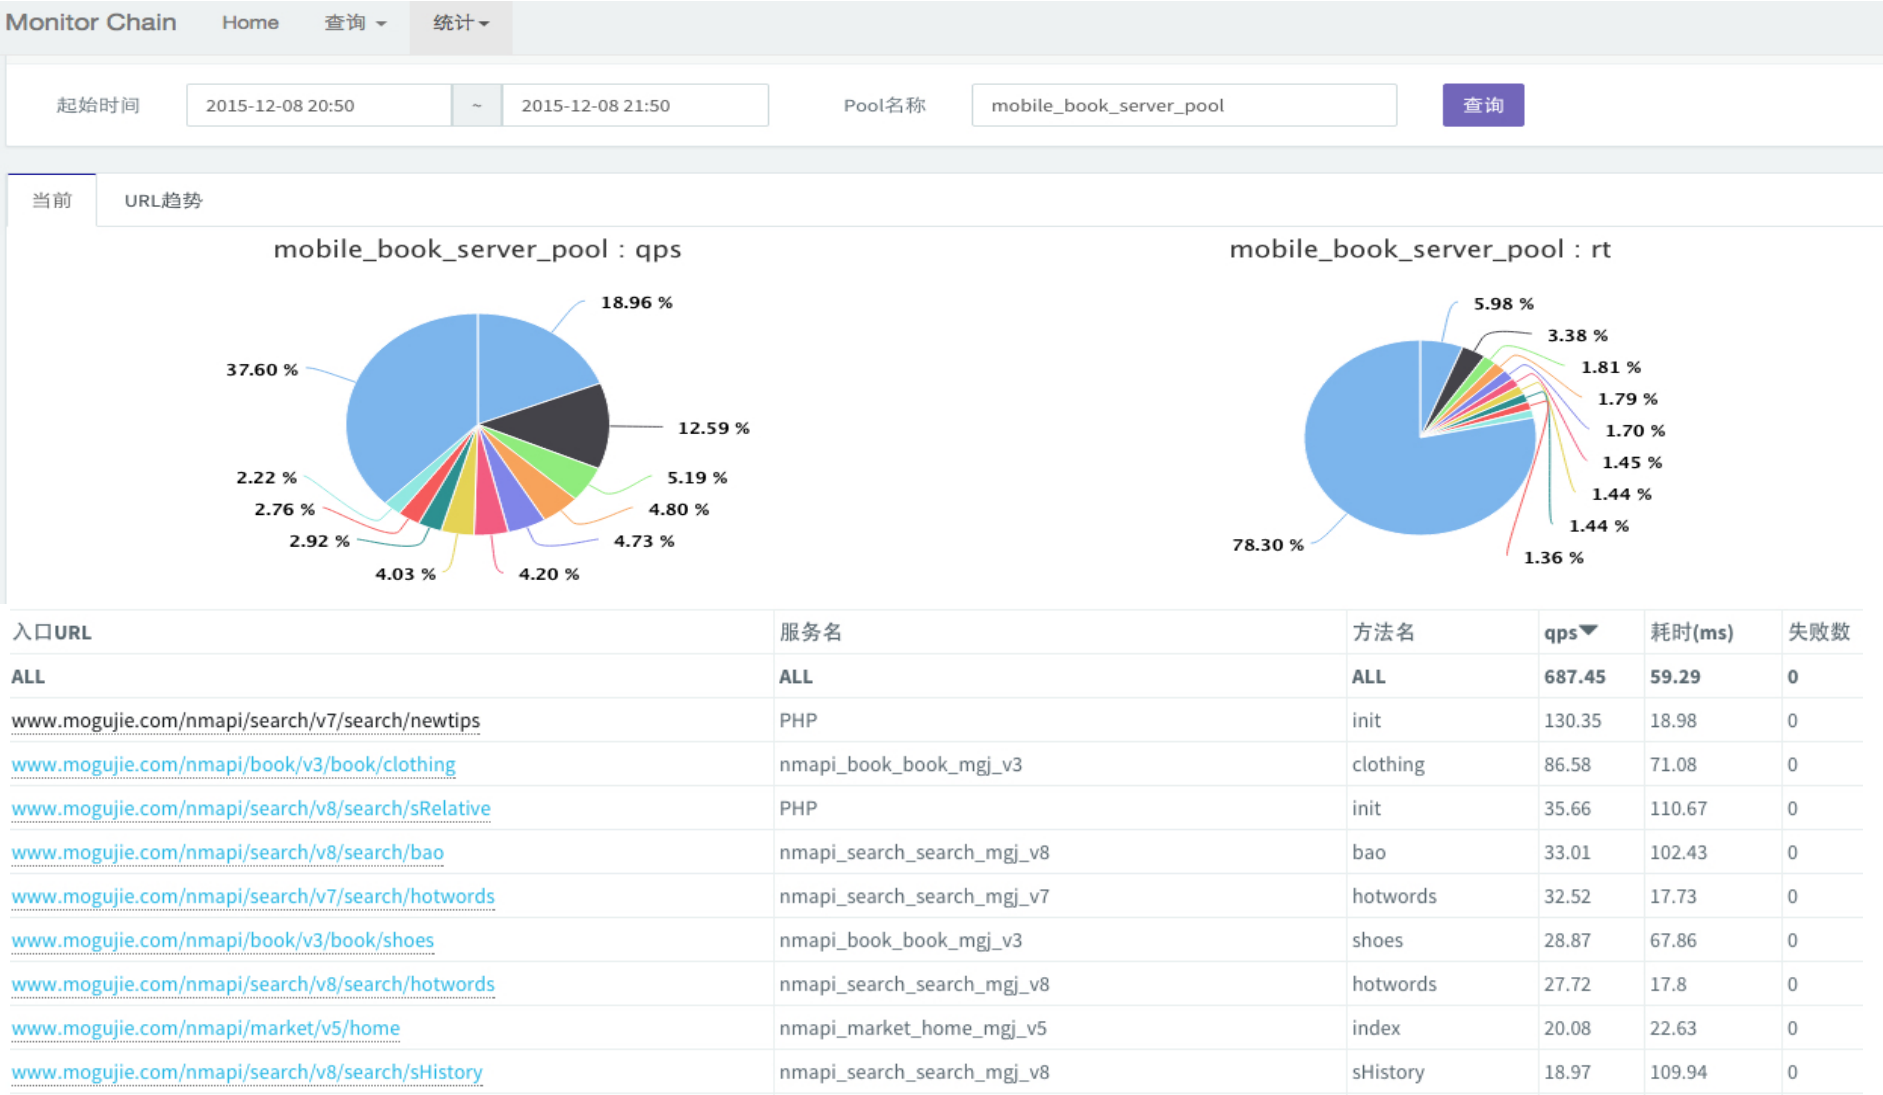 Monitor Chain Home 查询 统计
起始时间 2015-12-08 20:50 ~ 2015-12-08 21:50 Pool名称 mobile_book_server_pool 查询
当前 URL趋势
mobile_book_server_pool : qps
18.96 %
37.60 %
12.59 %
2.22 %
5.19 %
2.76 %
4.80 %
2.92 %
4.73 %
4.03 %
4.20 %
mobile_book_server_pool : rt
5.98 %
3.38 %
1.81 %
1.79 %
1.70 %
1.45 %
1.44 %
1.44 %
78.30 %
1.36 %
入口URL 服务名 方法名 qps 耗时(ms) 失败数
ALL ALL ALL 687.45 59.29 0
www.mogujie.com/nmapi/search/v7/search/newtips PHP init 130.35 18.98 0
www.mogujie.com/nmapi/book/v3/book/clothing nmapi_book_book_mgj_v3 clothing 86.58 71.08 0
www.mogujie.com/nmapi/search/v8/search/sRelative PHP init 35.66 110.67 0
www.mogujie.com/nmapi/search/v8/search/bao nmapi_search_search_mgj_v8 bao 33.01 102.43 0
www.mogujie.com/nmapi/search/v7/search/hotwords nmapi_search_search_mgj_v7 hotwords 32.52 17.73 0
www.mogujie.com/nmapi/book/v3/book/shoes nmapi_book_book_mgj_v3 shoes 28.87 67.86 0
www.mogujie.com/nmapi/search/v8/search/hotwords nmapi_search_search_mgj_v8 hotwords 27.72 17.8 0
www.mogujie.com/nmapi/market/v5/home nmapi_market_home_mgj_v5 index 20.08 22.63 0
www.mogujie.com/nmapi/search/v8/search/sHistory nmapi_search_search_mgj_v8 sHistory 18.97 109.94 0